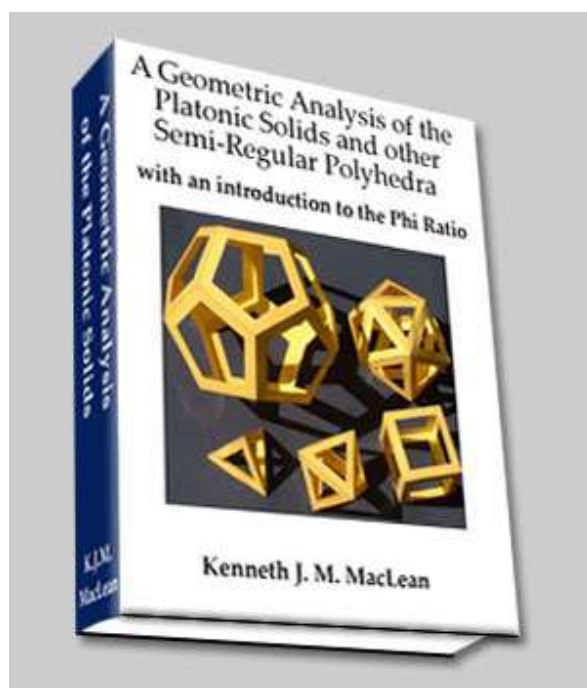 A Geometric Analysis of the
Platonic Solids and other
Semi-Regular Polyhedra
with an introduction to the Phi Ratio
Kenneth J. M. MacLean
A Geometric Analysis
of the Platonic Solids
K.J.M.
MacLean